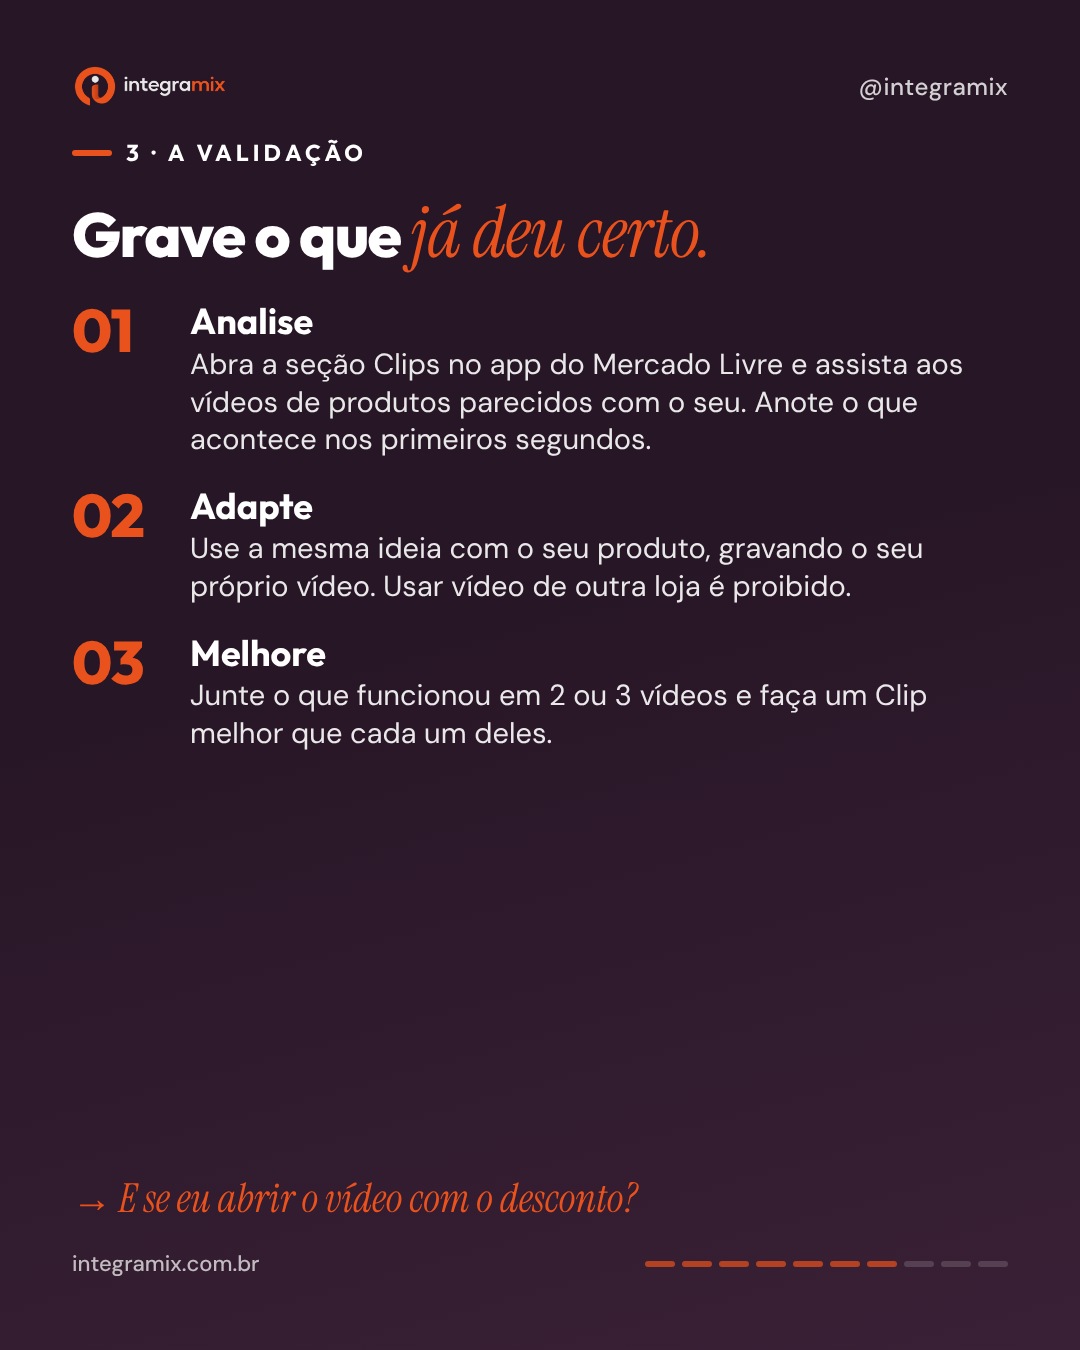 integramix
@integramix
3 · A VALIDAÇÃO
Grave o que já deu certo.
01
Analise
Abra a seção Clips no app do Mercado Livre e assista aos
vídeos de produtos parecidos com o seu. Anote o que
acontece nos primeiros segundos.
02
Adapte
Use a mesma ideia com o seu produto, gravando o seu
próprio vídeo. Usar vídeo de outra loja é proibido.
03
Melhore
Junte o que funcionou em 2 ou 3 vídeos e faça um Clip
melhor que cada um deles.
→ E se eu abrir o vídeo com o desconto?
integramix.com.br